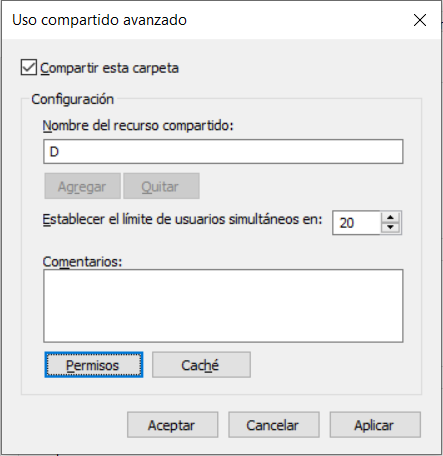 Uso compartido avanzado
Compartir esta carpeta
Configuración
Nombre del recurso compartido:
D
Agregar Quitar
Establecer el límite de usuarios simultáneos en: 20
Comentarios:
Permisos Caché
Aceptar Cancelar Aplicar